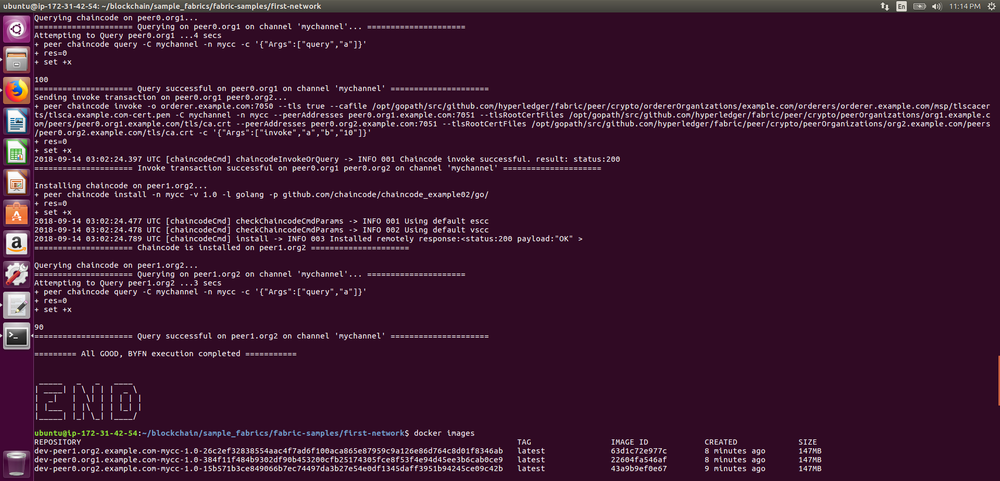 ubuntu@ip-172-31-42-54: ~/blockchain/sample_fabrics/fabric-samples/first-network
En
11:14 PM
Querying chaincode on peer0.org1...
===================== Querying on peer0.org1 on channel 'mychannel'... =====================
Attempting to Query peer0.org1 ...4 secs
+ peer chaincode query -C mychannel -n mycc -c '{"Args":["query","a"]}'
+ res=0
+ set +x

100
===================== Query successful on peer0.org1 on channel 'mychannel' =====================
Sending invoke transaction on peer0.org1 peer0.org2...
+ peer chaincode invoke -o orderer.example.com:7050 --tls true --cafile /opt/gopath/src/github.com/hyperledger/fabric/peer/crypto/ordererOrganizations/example.com/orderers/orderer.example.com/msp/tlscacer
ts/tlsca.example.com-cert.pem -C mychannel -n mycc --peerAddresses peer0.org1.example.com:7051 --tlsRootCertFiles /opt/gopath/src/github.com/hyperledger/fabric/peer/crypto/peerOrganizations/org1.example.c
om/peers/peer0.org1.example.com/tls/ca.crt --peerAddresses peer0.org2.example.com:7051 --tlsRootCertFiles /opt/gopath/src/github.com/hyperledger/fabric/peer/crypto/peerOrganizations/org2.example.com/peers
/peer0.org2.example.com/tls/ca.crt -c '{"Args":["invoke","a","b","10"]}'
+ res=0
+ set +x
2018-09-14 03:02:24.397 UTC [chaincodeCmd] chaincodeInvokeOrQuery -> INFO 001 Chaincode invoke successful. result: status:200
===================== Invoke transaction successful on peer0.org1 peer0.org2 on channel 'mychannel' =====================

Installing chaincode on peer1.org2...
+ peer chaincode install -n mycc -v 1.0 -l golang -p github.com/chaincode/chaincode_example02/go/
+ res=0
+ set +x
2018-09-14 03:02:24.477 UTC [chaincodeCmd] checkChaincodeCmdParams -> INFO 001 Using default escc
2018-09-14 03:02:24.478 UTC [chaincodeCmd] checkChaincodeCmdParams -> INFO 002 Using default vscc
2018-09-14 03:02:24.789 UTC [chaincodeCmd] install -> INFO 003 Installed remotely response:<status:200 payload:"OK" >
===================== Chaincode is installed on peer1.org2 =====================

Querying chaincode on peer1.org2...
===================== Querying on peer1.org2 on channel 'mychannel'... =====================
Attempting to Query peer1.org2 ...3 secs
+ peer chaincode query -C mychannel -n mycc -c '{"Args":["query","a"]}'
+ res=0
+ set +x

90
===================== Query successful on peer1.org2 on channel 'mychannel' =====================

========= All GOOD, BYFN execution completed ===========

END

ubuntu@ip-172-31-42-54:~/blockchain/sample_fabrics/fabric-samples/first-network$ docker images
REPOSITORY TAG IMAGE ID CREATED SIZE
dev-peer1.org2.example.com-mycc-1.0-26c2ef32838554aac4f7ad6f100aca865e87959c9a126e86d764c8d01f8346ab latest 63d1c72e977c 8 minutes ago 147MB
dev-peer0.org1.example.com-mycc-1.0-384f11f484b9302df90b453200cfb25174305fce8f53f4e94d45ee3b6cab0ce9 latest 22604fa546af 8 minutes ago 147MB
dev-peer0.org2.example.com-mycc-1.0-15b571b3ce849066b7ec74497da3b27e54e0df1345daff3951b94245ce09c42b latest 43a9b9ef0e67 9 minutes ago 147MB